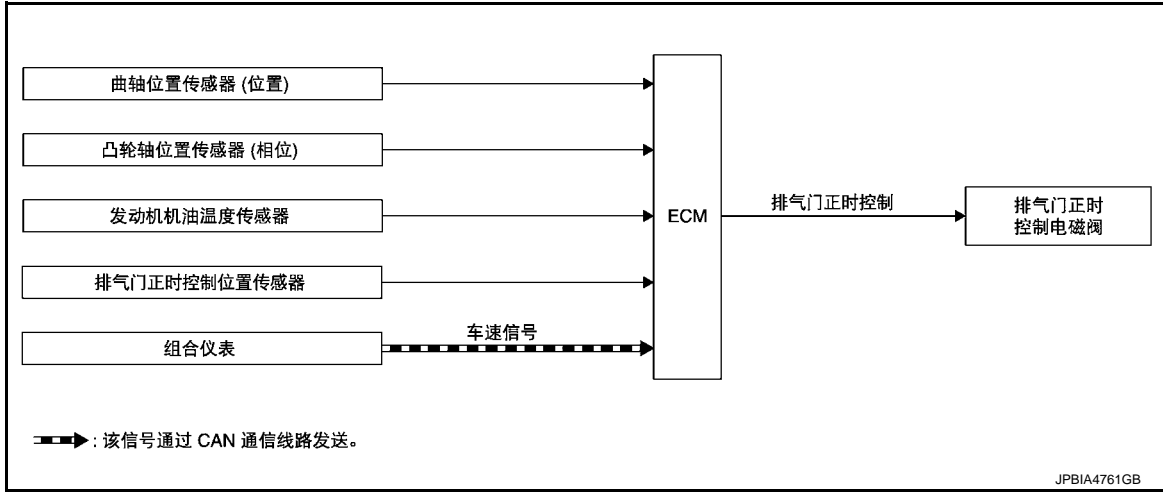 曲轴位置传感器 (位置)
凸轮轴位置传感器 (相位)
发动机机油温度传感器
排气门正时控制位置传感器
组合仪表
车速信号
ECM
排气门正时控制
排气门正时
控制电磁阀
: 该信号通过 CAN 通信线路发送。
JPBIA4761GB